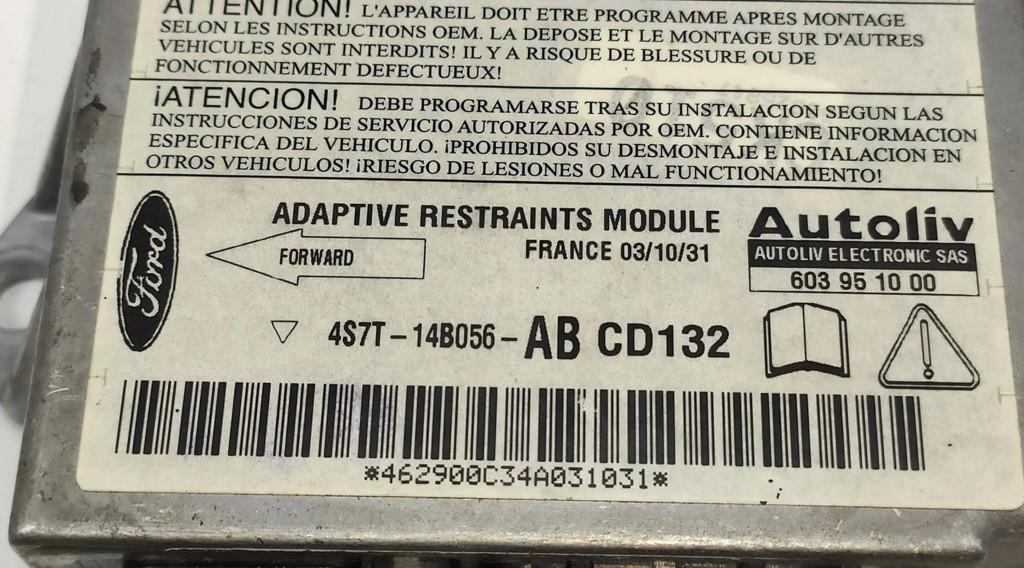 ATTENTION! L'APPAREIL DOIT ETRE PROGRAMME APRES MONTAGE
SELON LES INSTRUCTIONS OEM. LA DEPOSE ET LE MONTAGE SUR D'AUTRES
VEHICULES SONT INTERDITS! IL Y A RISQUE DE BLESSURE OU DE
FONCTIONNEMENT DEFECTUEUX!
¡ATENCION! DEBE PROGRAMARSE TRAS SU INSTALACION SEGUN LAS
INSTRUCCIONES DE SERVICIO AUTORIZADAS POR OEM. CONTIENE INFORMACION
ESPECIFICA DEL VEHICULO. ¡PROHIBIDOS SU DESMONTAJE E INSTALACION EN
OTROS VEHICULOS! ¡RIESGO DE LESIONES O MAL FUNCTIONAMIENTO!
Ford
ADAPTIVE RESTRAINTS MODULE
FORWARD
FRANCE 03/10/31
Autoliv
AUTOLIV ELECTRONIC SAS
603 95 10 00
4S7T-14B056-AB CD132
*462900C34A031031*